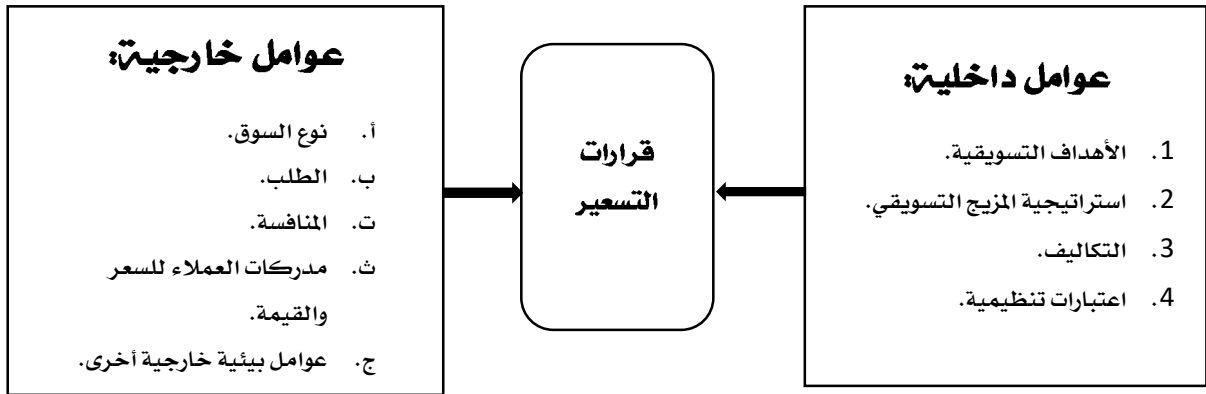 عوامل داخلية:
1. الأهداف التسويقية.
2. استراتيجية المزيج التسويقي.
3. التكاليف.
4. اعتبارات تنظيمية.
قرارات
التسعير
عوامل خارجية:
أ. نوع السوق.
ب. الطلب.
ت. المنافسة.
ث. مدركات العملاء للسعر
والقيمة.
ج. عوامل بيئية خارجية أخرى.